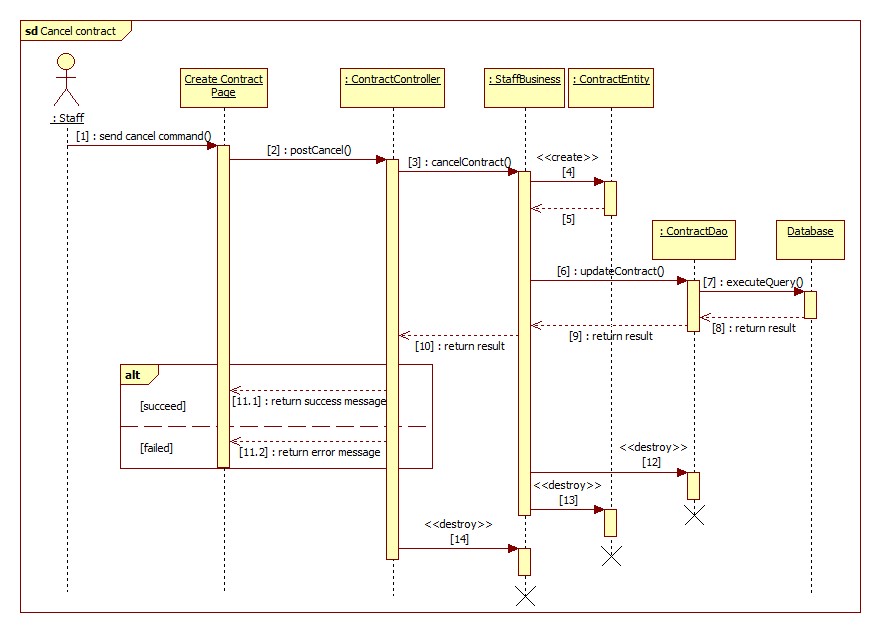 sd Cancel contract
: Staff
Create Contract
Page
: ContractController
: StaffBusiness
: ContractEntity
[1] : send cancel command()
[2] : postCancel()
[3] : cancelContract()
<<create>>
[4]
[5]
: ContractDao
Database
[6] : updateContract()
[7] : executeQuery()
[8] : return result
[9] : return result
[10] : return result
alt
[succeed]
[11.1] : return success message
[failed]
[11.2] : return error message
<<destroy>>
[12]
<<destroy>>
[13]
<<destroy>>
[14]